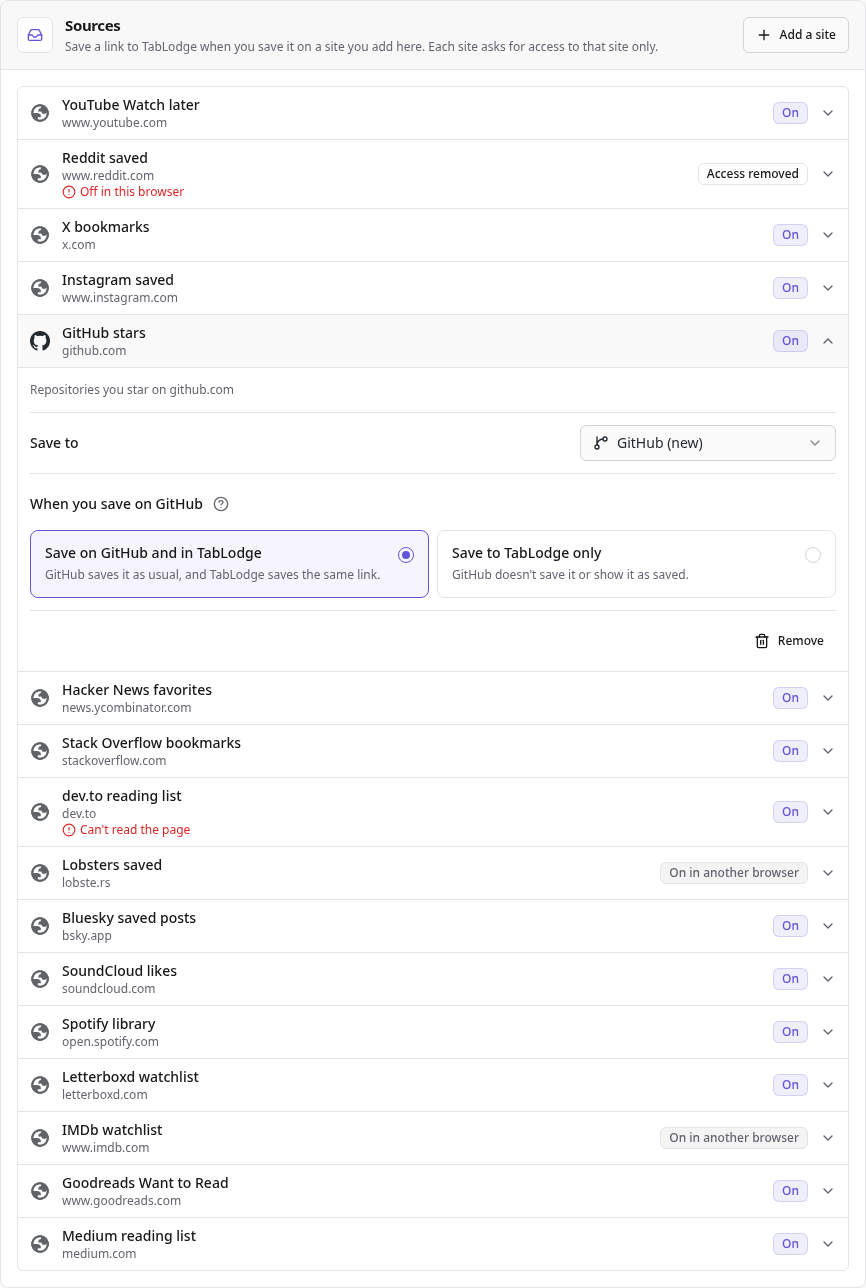 Sources
Save a link to TabLodge when you save it on a site you add here. Each site asks for access to that site only.
Add a site
YouTube Watch later
www.youtube.com
On
Reddit saved
www.reddit.com
Off in this browser
Access removed
X bookmarks
x.com
On
Instagram saved
www.instagram.com
On
GitHub stars
github.com
On
Repositories you star on github.com
Save to
GitHub (new)
When you save on GitHub
Save on GitHub and in TabLodge
GitHub saves it as usual, and TabLodge saves the same link.
Save to TabLodge only
GitHub doesn't save it or show it as saved.
Remove
Hacker News favorites
news.ycombinator.com
On
Stack Overflow bookmarks
stackoverflow.com
On
dev.to reading list
dev.to
Can't read the page
On
Lobsters saved
lobste.rs
On in another browser
Bluesky saved posts
bsky.app
On
SoundCloud likes
soundcloud.com
On
Spotify library
open.spotify.com
On
Letterboxd watchlist
letterboxd.com
On
IMDb watchlist
www.imdb.com
On in another browser
Goodreads Want to Read
www.goodreads.com
On
Medium reading list
medium.com
On